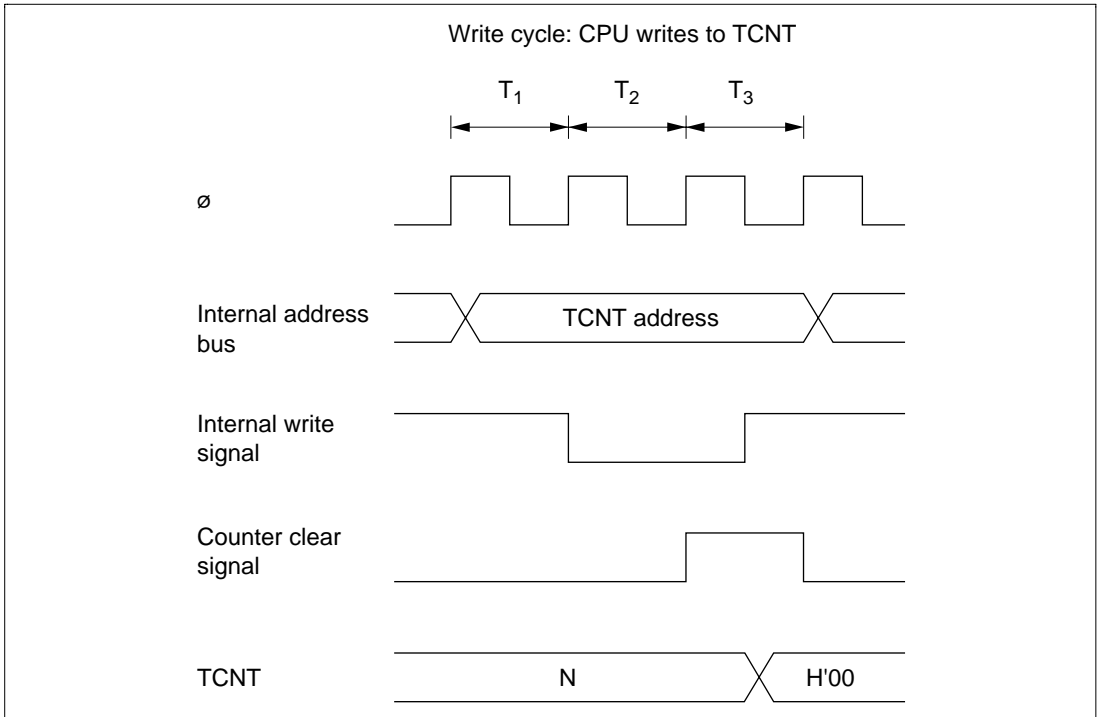 Write cycle: CPU writes to TCNT
T1 T2 T3
ø
Internal address
bus
TCNT address
Internal write
signal
Counter clear
signal
TCNT N H'00